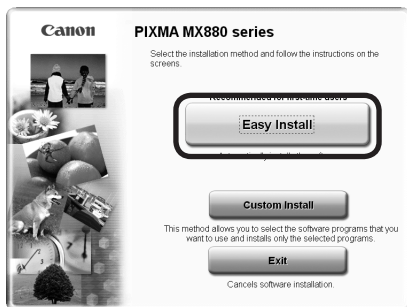 Canon
PIXMA MX880 series
Select the installation method and follow the instructions on the
screens.
Recommended for first-time users
Easy Install
Custom Install
This method allows you to select the software programs that you
want to use and installs only the selected programs.
Exit
Cancels software installation.